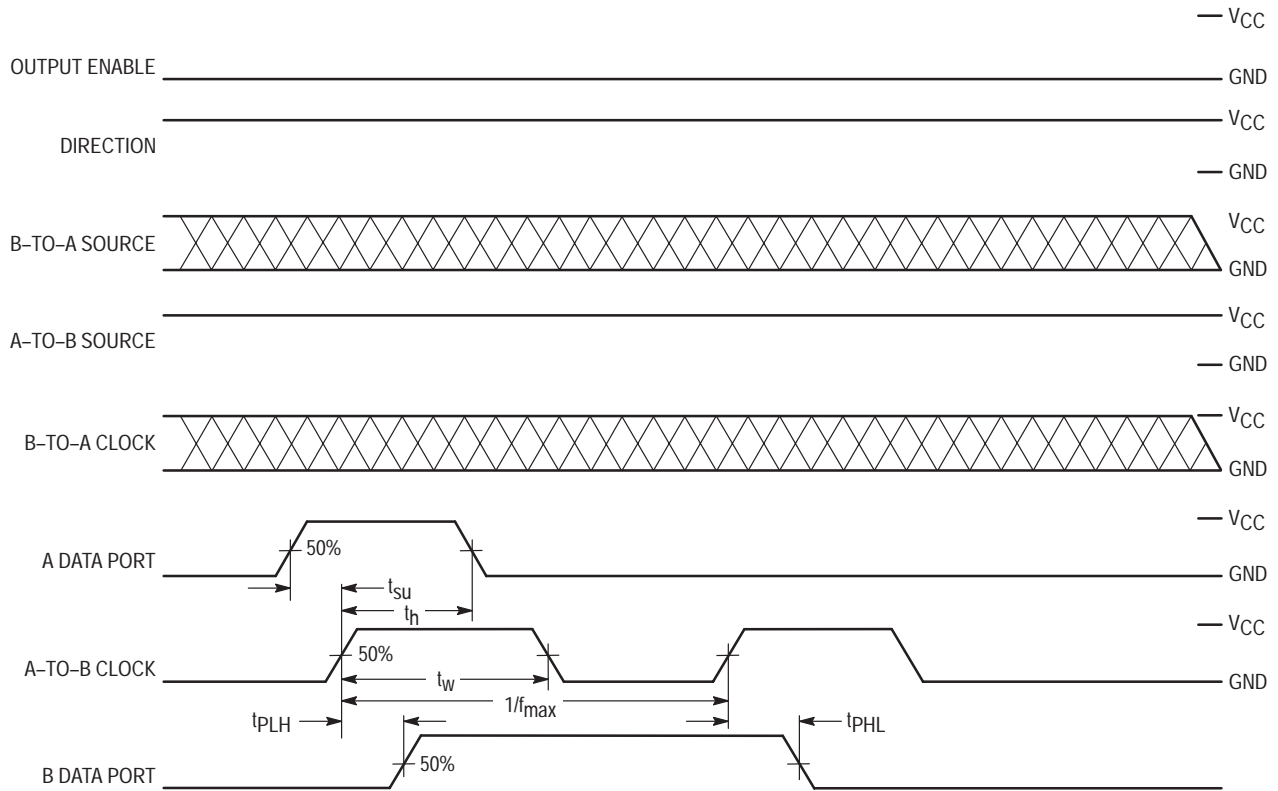 VCC
OUTPUT ENABLE
GND
VCC
DIRECTION
GND
VCC
B–TO–A SOURCE
GND
VCC
A–TO–B SOURCE
GND
VCC
B–TO–A CLOCK
GND
VCC
50%
A DATA PORT
GND
tsu
th
VCC
50%
A–TO–B CLOCK
tw
GND
1/fmax
tPLH
tPHL
50%
B DATA PORT